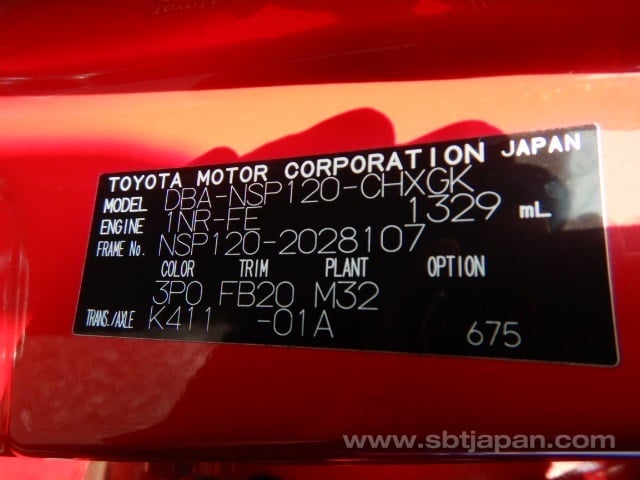 TOYOTA MOTOR CORPORATION JAPAN
MODEL DBA-NSP120-CHXGK
ENGINE 1NR-FE 1329 mL
FRAME No. NSP120-2028107
COLOR TRIM PLANT OPTION
3P0 FB20 M32
TRANS./AXLE K411 -01A 675
www.sbtjapan.com